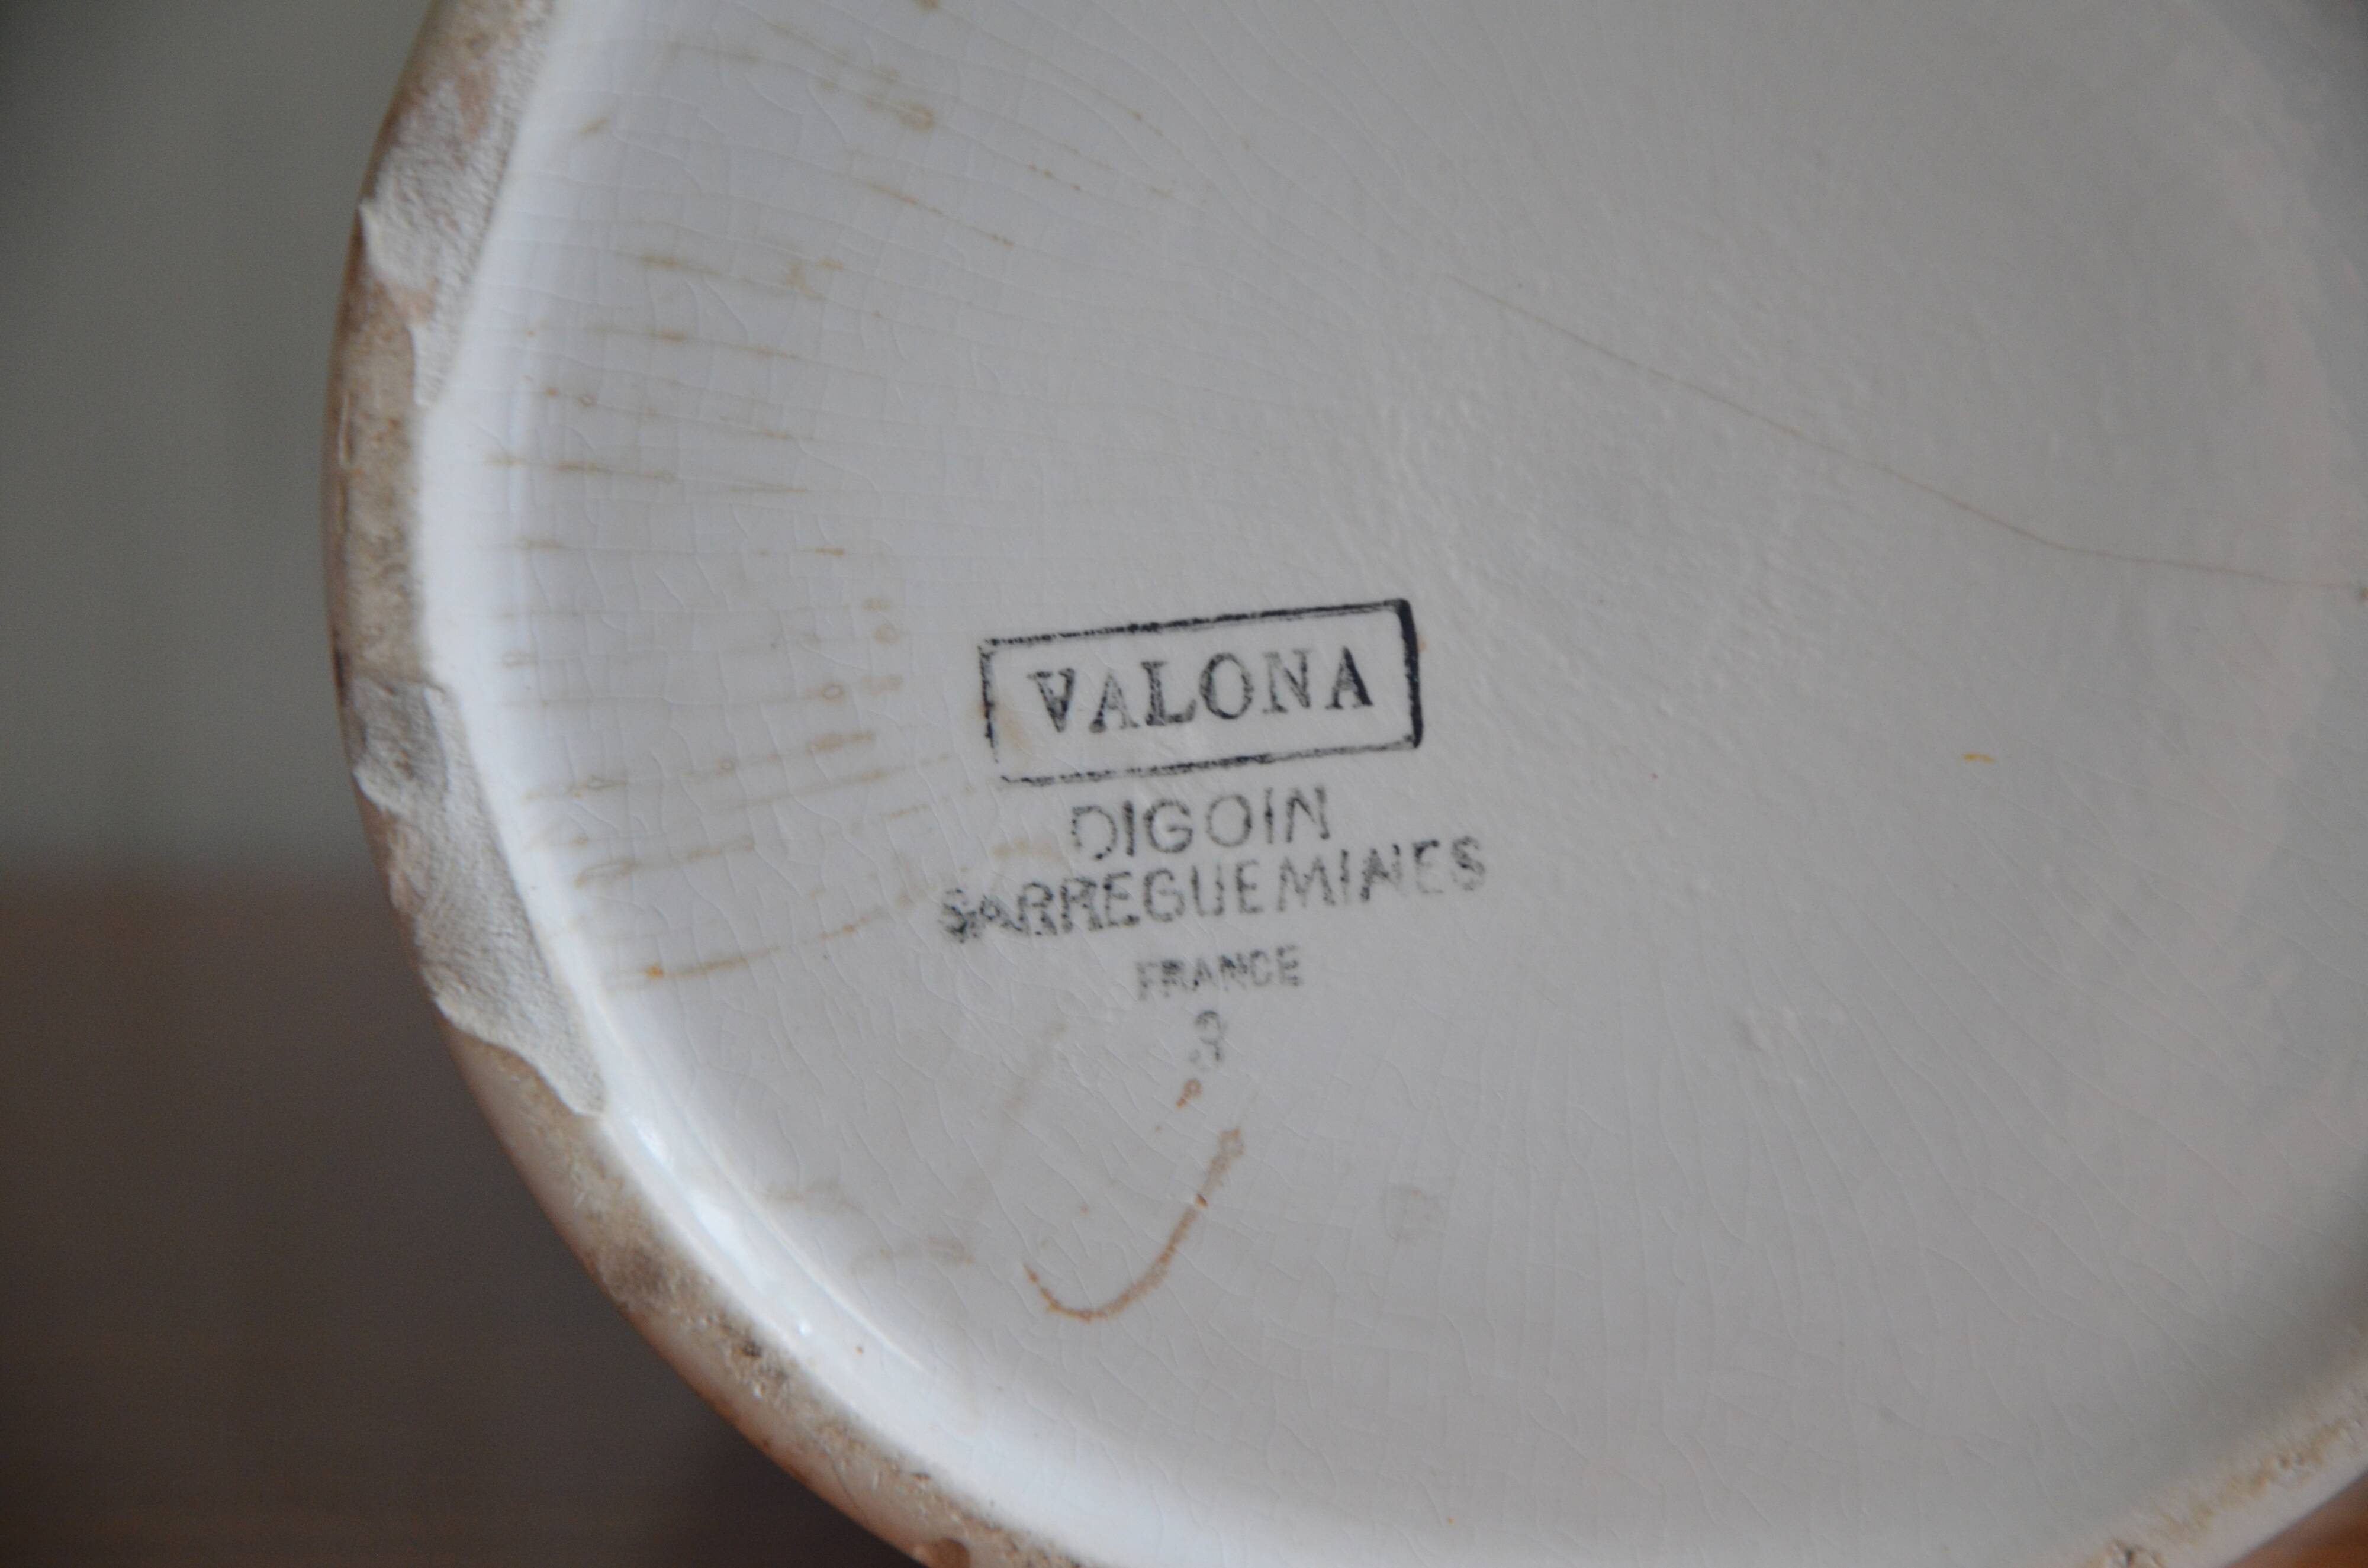 VALONA
DIGOIN
SARREGUEMINES
FRANCE
3